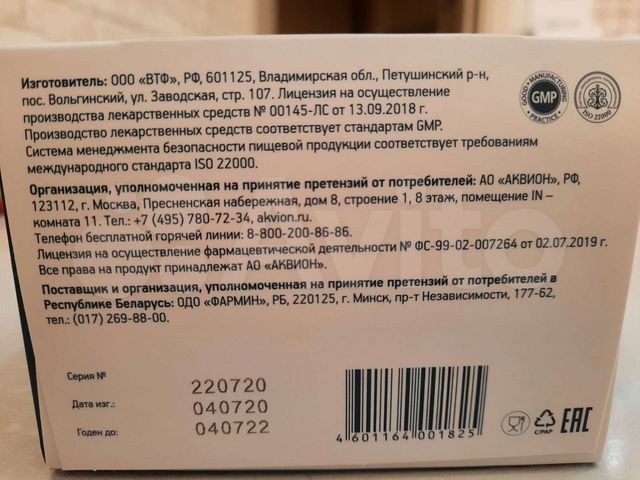 Изготовитель: ООО «ВТФ», РФ, 601125, Владимирская обл., Петушинский р-н,
пос. Вольгинский, ул. Заводская, стр. 107. Лицензия на осуществление
производства лекарственных средств № 00145-ЛС от 13.09.2018 г.
Производство лекарственных средств соответствует стандартам GMP.
Система менеджмента безопасности пищевой продукции соответствует требованиям
международного стандарта ISO 22000.
GOOD · MANUFACTURING
GMP
PRACTICE
ISO 22000
Организация, уполномоченная на принятие претензий от потребителей: АО «АКВИОН», РФ,
123112, г. Москва, Пресненская набережная, дом 8, строение 1, 8 этаж, помещение IN –
комната 11. Тел.: +7 (495) 780-72-34, akvion.ru.
Телефон бесплатной горячей линии: 8-800-200-86-86.
Лицензия на осуществление фармацевтической деятельности № ФС-99-02-007264 от 02.07.2019 г.
Все права на продукт принадлежат АО «АКВИОН».
Поставщик и организация, уполномоченная на принятие претензий от потребителей в
Республике Беларусь: ОДО «ФАРМИН», РБ, 220125, г. Минск, пр-т Независимости, 177-62,
тел.: (017) 269-88-00.
Avito
Серия № 220720
Дата изг.: 040720
Годен до: 040722
4 601164 001825
C/PAP
EAC